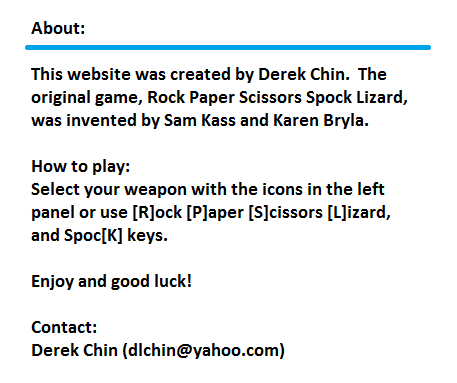 About:
This website was created by Derek Chin.  The
original game, Rock Paper Scissors Spock Lizard,
was invented by Sam Kass and Karen Bryla.
How to play:
Select your weapon with the icons in the left
panel or use [R]ock [P]aper [S]cissors [L]izard,
and Spoc[K] keys.
Enjoy and good luck!
Contact:
Derek Chin (dlchin@yahoo.com)